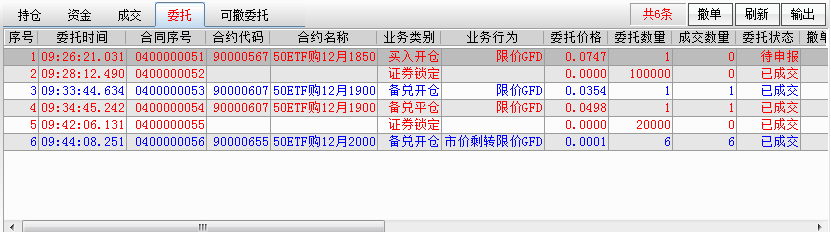 持仓 资金 成交 委托 可撤委托 共6条 撤单 刷新 输出
序号 委托时间 合同序号 合约代码 合约名称 业务类别 业务行为 委托价格 委托数量 成交数量 委托状态 撤单
1 09:26:21.031 0400000051 90000567 50ETF购12月1850 买入开仓 限价GFD 0.0747 1 0 待申报
2 09:28:12.490 0400000052 证券锁定 0.0000 100000 0 已成交
3 09:33:44.634 0400000053 90000607 50ETF购12月1900 备兑开仓 限价GFD 0.0354 1 1 已成交
4 09:34:45.242 0400000054 90000607 50ETF购12月1900 备兑平仓 限价GFD 0.0498 1 1 已成交
5 09:42:06.131 0400000055 证券锁定 0.0000 20000 0 已成交
6 09:44:08.251 0400000056 90000655 50ETF购12月2000 备兑开仓 市价剩转限价GFD 0.0001 6 6 已成交